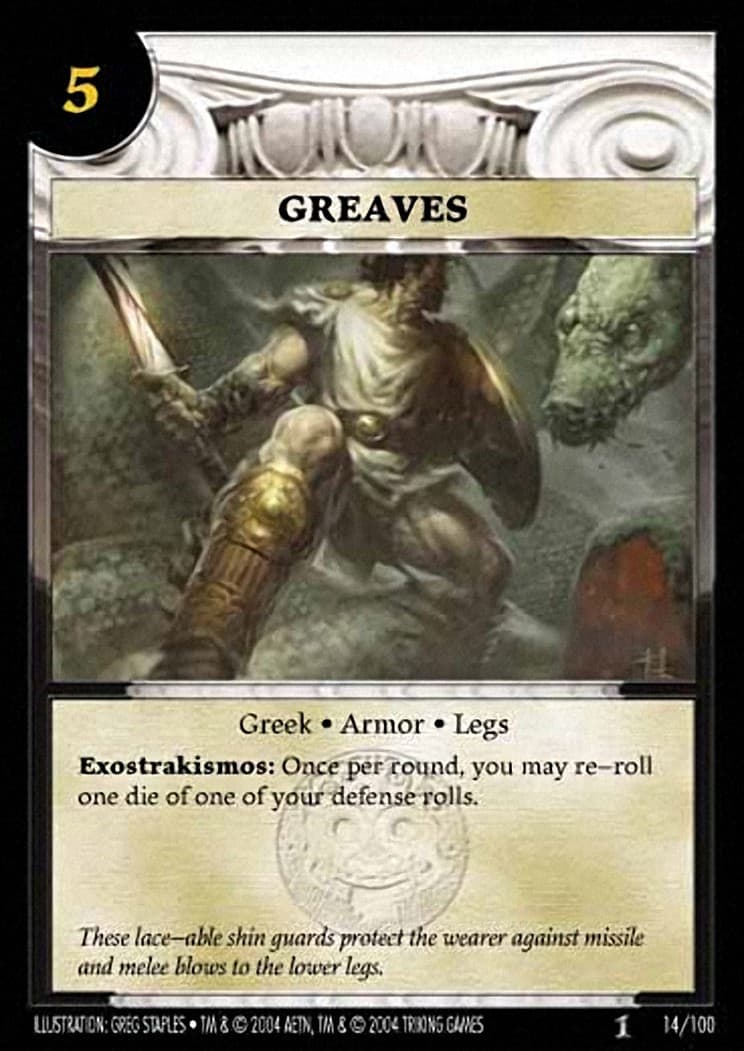 5
GREAVES
Greek • Armor • Legs
Exostrakismos: Once per round, you may re–roll
one die of one of your defense rolls.
These lace–able shin guards protect the wearer against missile
and melee blows to the lower legs.
ILLUSTRATION: GREG STAPLES • TM & © 2004 AETN, TM & © 2004 TRIKING GAMES
1 14/100